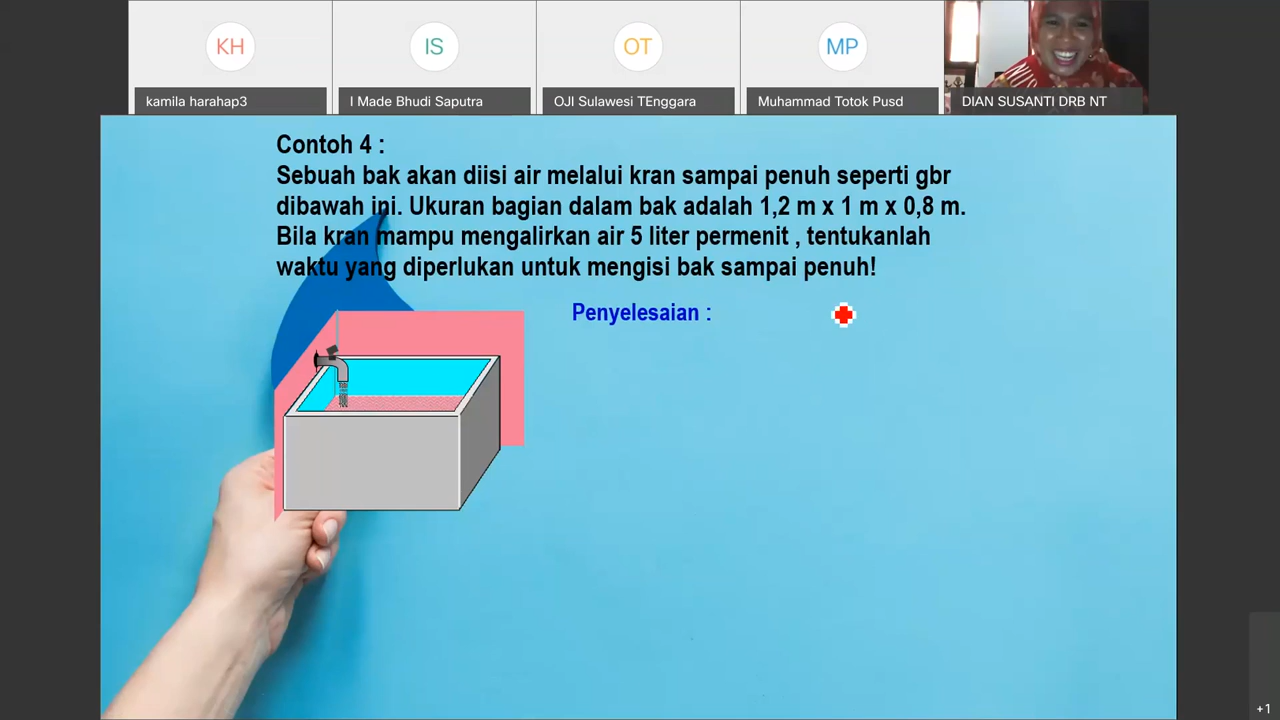 KH
IS
OT
MP
kamila harahap3
I Made Bhudi Saputra
OJI Sulawesi TEnggara
Muhammad Totok Pusd
DIAN SUSANTI DRB NT
Contoh 4 :
Sebuah bak akan diisi air melalui kran sampai penuh seperti gbr
dibawah ini. Ukuran bagian dalam bak adalah 1,2 m x 1 m x 0,8 m.
Bila kran mampu mengalirkan air 5 liter permenit , tentukanlah
waktu yang diperlukan untuk mengisi bak sampai penuh!
Penyelesaian :
+1